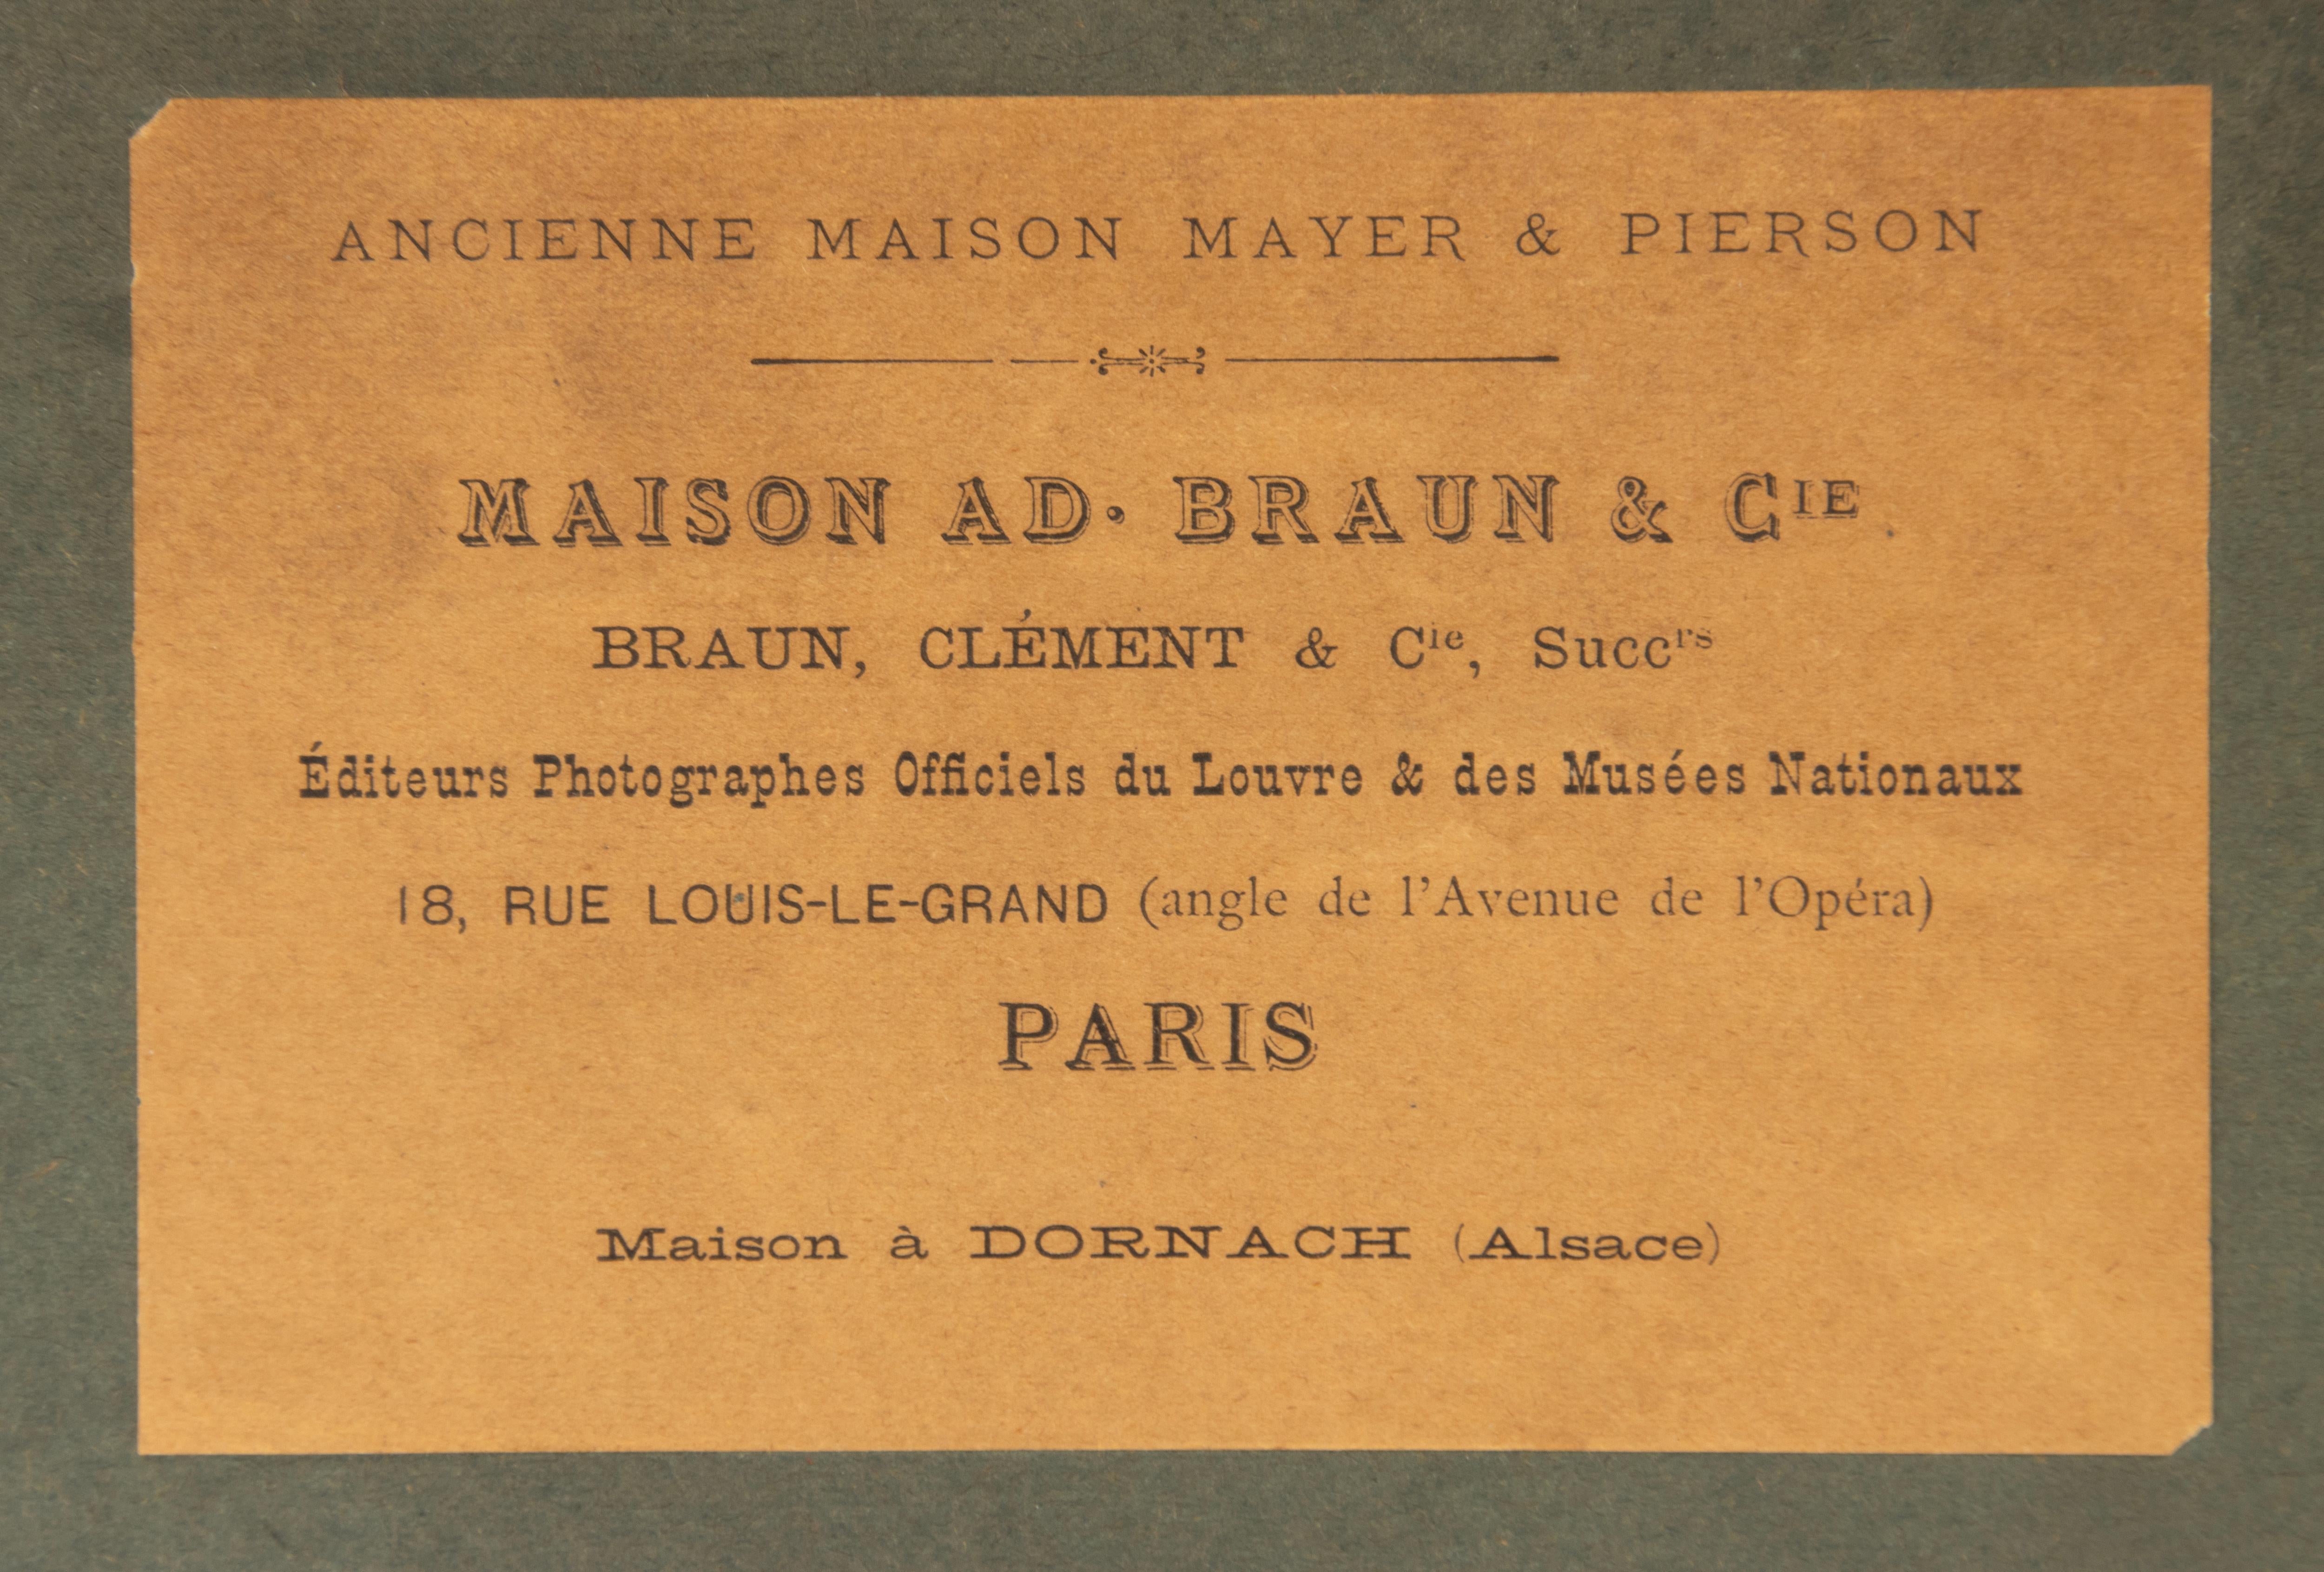 ANCIENNE MAISON MAYER & PIERSON
MAISON AD. BRAUN & CIE.
BRAUN, CLÉMENT & Cie, Succrs
Éditeurs Photographes Officiels du Louvre & des Musées Nationaux
18, RUE LOUIS-LE-GRAND (angle de l'Avenue de l'Opéra)
PARIS
Maison à DORNACH (Alsace)